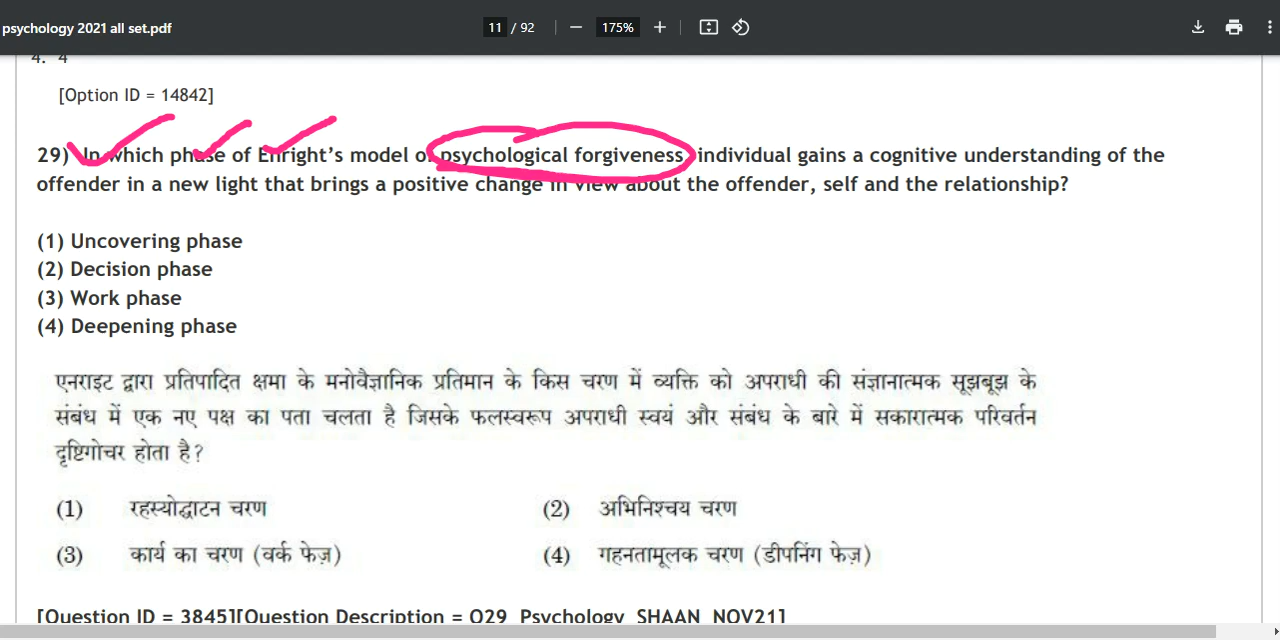 psychology 2021 all set.pdf
11 / 92
175%
4. 4
[Option ID = 14842]
29) In which phase of Enright's model of psychological forgiveness individual gains a cognitive understanding of the
offender in a new light that brings a positive change in view about the offender, self and the relationship?
(1) Uncovering phase
(2) Decision phase
(3) Work phase
(4) Deepening phase
एनराइट द्वारा प्रतिपादित क्षमा के मनोवैज्ञानिक प्रतिमान के किस चरण में व्यक्ति को अपराधी की संज्ञानात्मक सूझबूझ के
संबंध में एक नए पक्ष का पता चलता है जिसके फलस्वरूप अपराधी स्वयं और संबंध के बारे में सकारात्मक परिवर्तन
दृष्टिगोचर होता है?
(1) रहस्योद्घाटन चरण (2) अभिनिश्चय चरण
(3) कार्य का चरण (वर्क फेज़) (4) गहनतामूलक चरण (डीपनिंग फेज़)
[Question ID = 3845][Question Description = Q29_Psychology_SHAAN_NOV21]